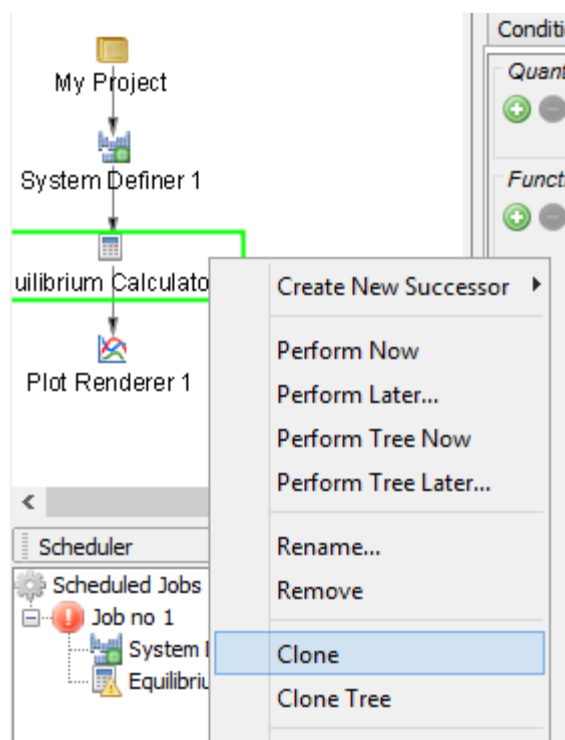 Conditi
My Project
Quant
System Definer 1
Functi
uilibrium Calculato
Create New Successor
Plot Renderer 1
Perform Now
Perform Later...
Perform Tree Now
Perform Tree Later...
Rename...
Remove
Clone
Clone Tree
Scheduler
Scheduled Jobs
Job no 1
System
Equilibriu